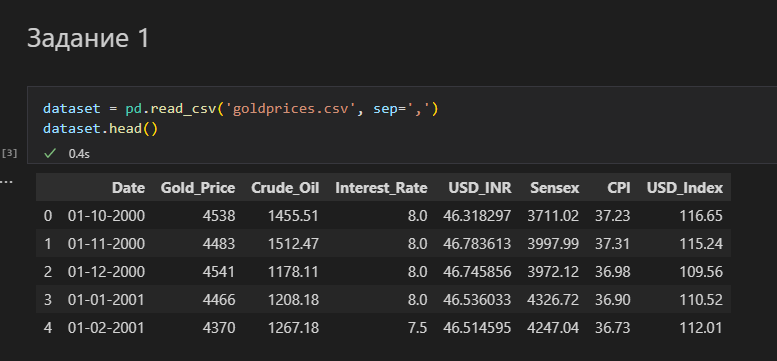 Задание 1
dataset = pd.read_csv('goldprices.csv', sep=',')
dataset.head()
[3] 0.4s
...
Date Gold_Price Crude_Oil Interest_Rate USD_INR Sensex CPI USD_Index
0 01-10-2000 4538 1455.51 8.0 46.318297 3711.02 37.23 116.65
1 01-11-2000 4483 1512.47 8.0 46.783613 3997.99 37.31 115.24
2 01-12-2000 4541 1178.11 8.0 46.745856 3972.12 36.98 109.56
3 01-01-2001 4466 1208.18 8.0 46.536033 4326.72 36.90 110.52
4 01-02-2001 4370 1267.18 7.5 46.514595 4247.04 36.73 112.01